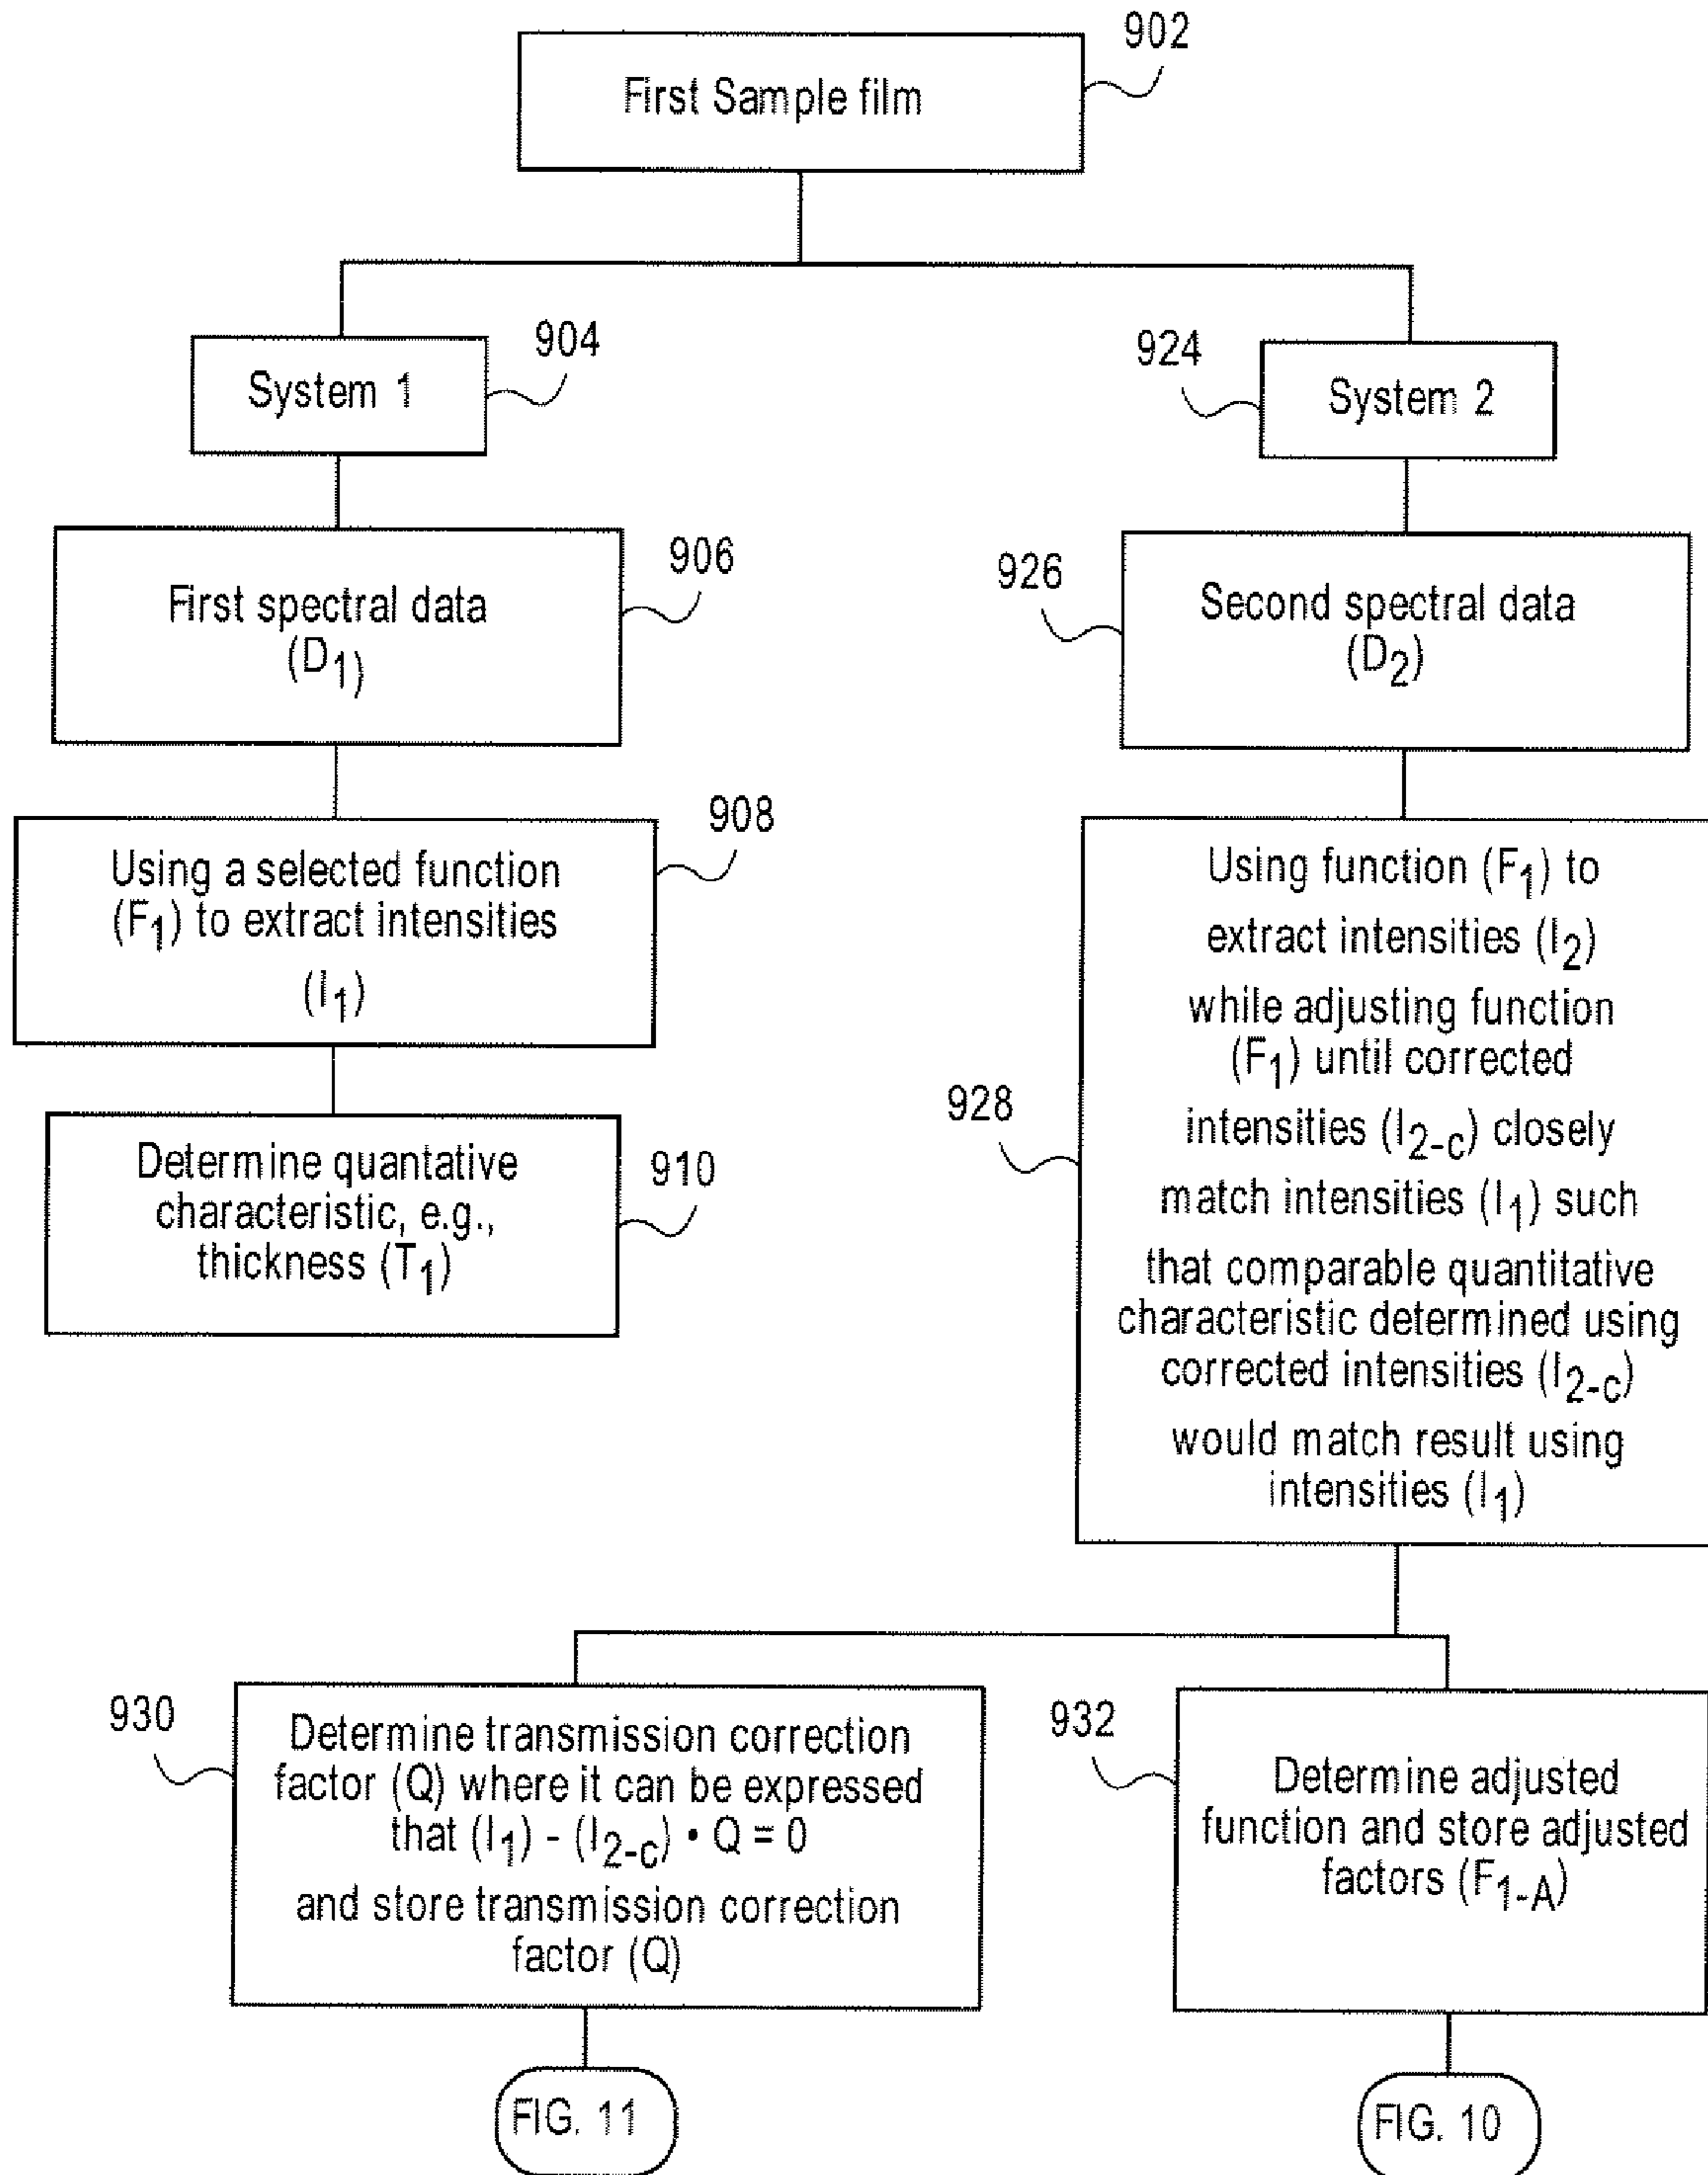 902
First Sample film
904
System 1
924
System 2
906
First spectral data
(D1)
926
Second spectral data
(D2)
908
Using a selected function
(F1) to extract intensities
(I1)
910
Determine quantative
characteristic, e.g.,
thickness (T1)
928
Using function (F1) to
extract intensities (I2)
while adjusting function
(F1) until corrected
intensities (I2-c) closely
match intensities (I1) such
that comparable quantitative
characteristic determined using
corrected intensities (I2-c)
would match result using
intensities (I1)
930
Determine transmission correction
factor (Q) where it can be expressed
that (I1) - (I2-c) • Q = 0
and store transmission correction
factor (Q)
932
Determine adjusted
function and store adjusted
factors (F1-A)
FIG. 11
FIG. 10